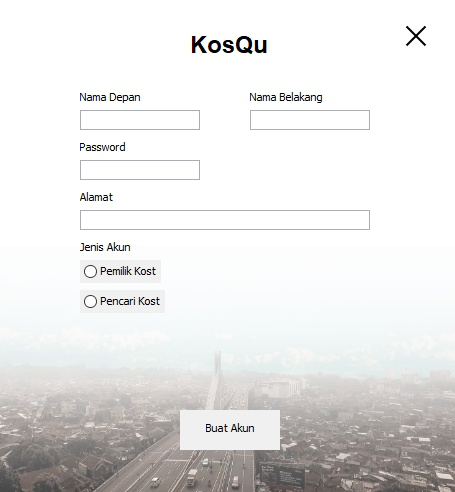 KosQu
Nama Depan
Nama Belakang
Password
Alamat
Jenis Akun
Pemilik Kost
Pencari Kost
Buat Akun